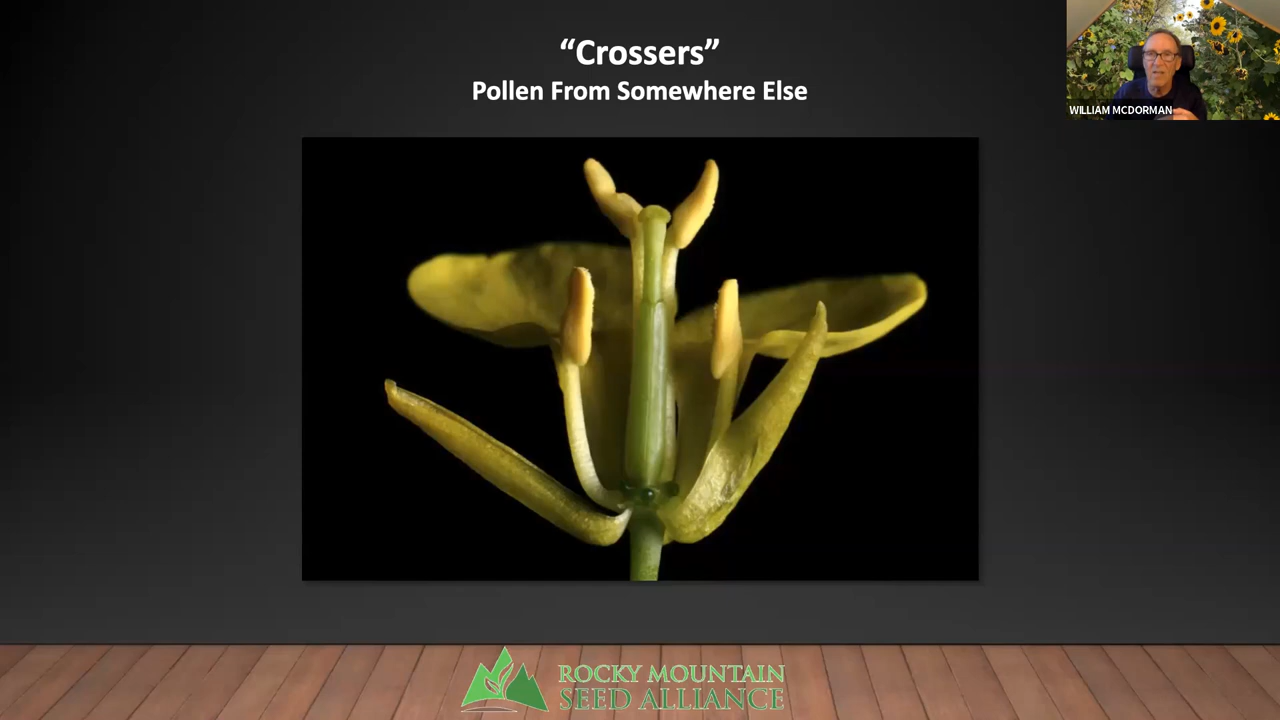 “Crossers”
Pollen From Somewhere Else
WILLIAM MCDORMAN
ROCKY MOUNTAIN
SEED ALLIANCE